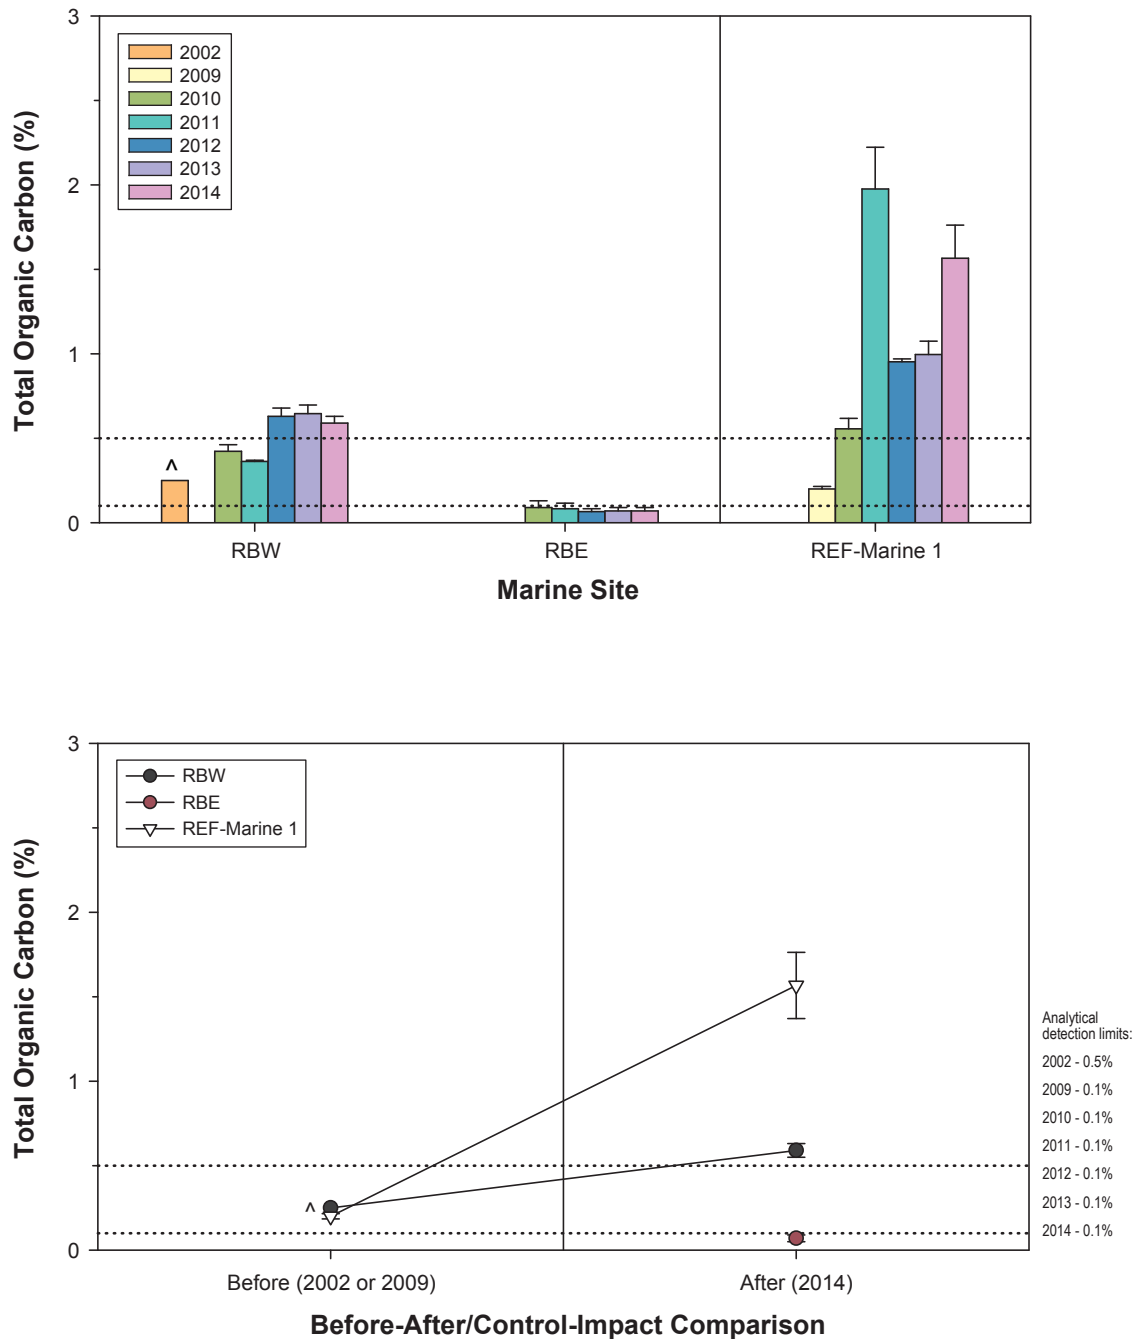 3
2
1
0
Total Organic Carbon (%)
2002
2009
2010
2011
2012
2013
2014
^
RBW
RBE
REF-Marine 1
Marine Site
3
2
1
0
Total Organic Carbon (%)
RBW
RBE
REF-Marine 1
^
Before (2002 or 2009)
After (2014)
Before-After/Control-Impact Comparison
Analytical
detection limits:
2002 - 0.5%
2009 - 0.1%
2010 - 0.1%
2011 - 0.1%
2012 - 0.1%
2013 - 0.1%
2014 - 0.1%